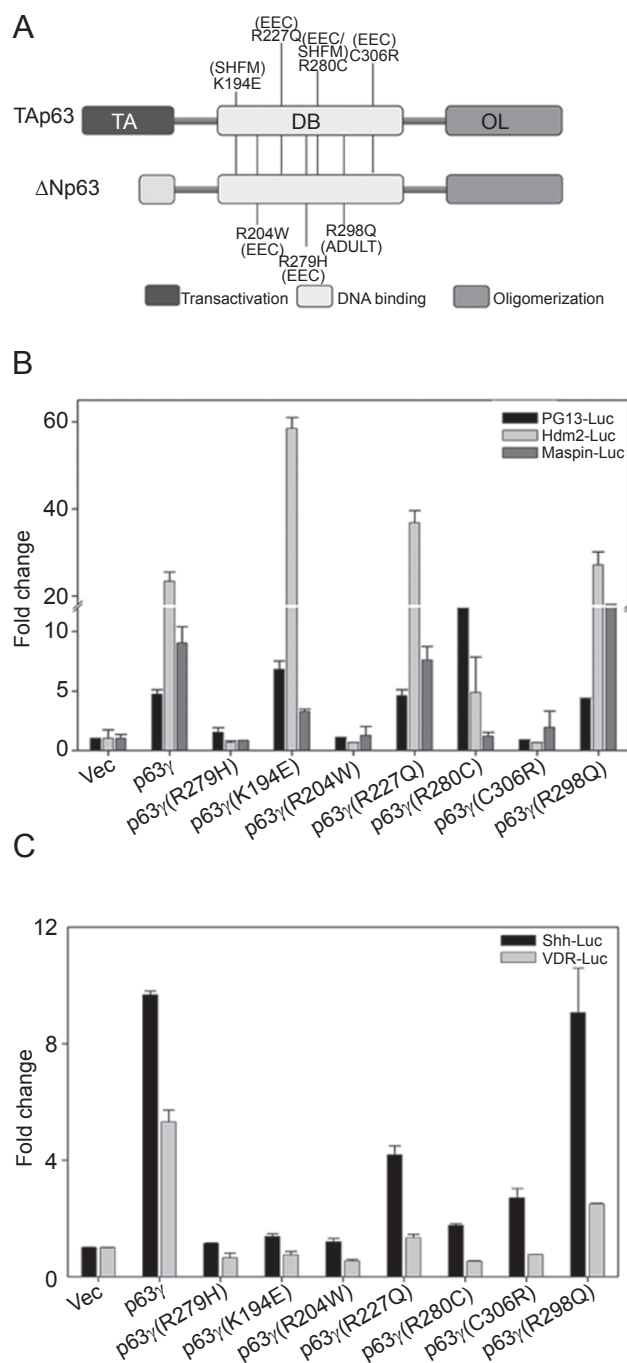 A
(EEC)
R227Q
(EEC/
SHFM)
R280C
(EEC)
C306R
(SHFM)
K194E
TAp63
TA
DB
OL
ΔNp63
R204W
(EEC)
R279H
(EEC)
R298Q
(ADULT)
Transactivation
DNA binding
Oligomerization
B
PG13-Luc
Hdm2-Luc
Maspin-Luc
Fold change
60
40
20
10
5
0
Vec
p63γ
p63γ(R279H)
p63γ(K194E)
p63γ(R204W)
p63γ(R227Q)
p63γ(R280C)
p63γ(C306R)
p63γ(R298Q)
C
Shh-Luc
VDR-Luc
Fold change
12
8
4
0
Vec
p63γ
p63γ(R279H)
p63γ(K194E)
p63γ(R204W)
p63γ(R227Q)
p63γ(R280C)
p63γ(C306R)
p63γ(R298Q)